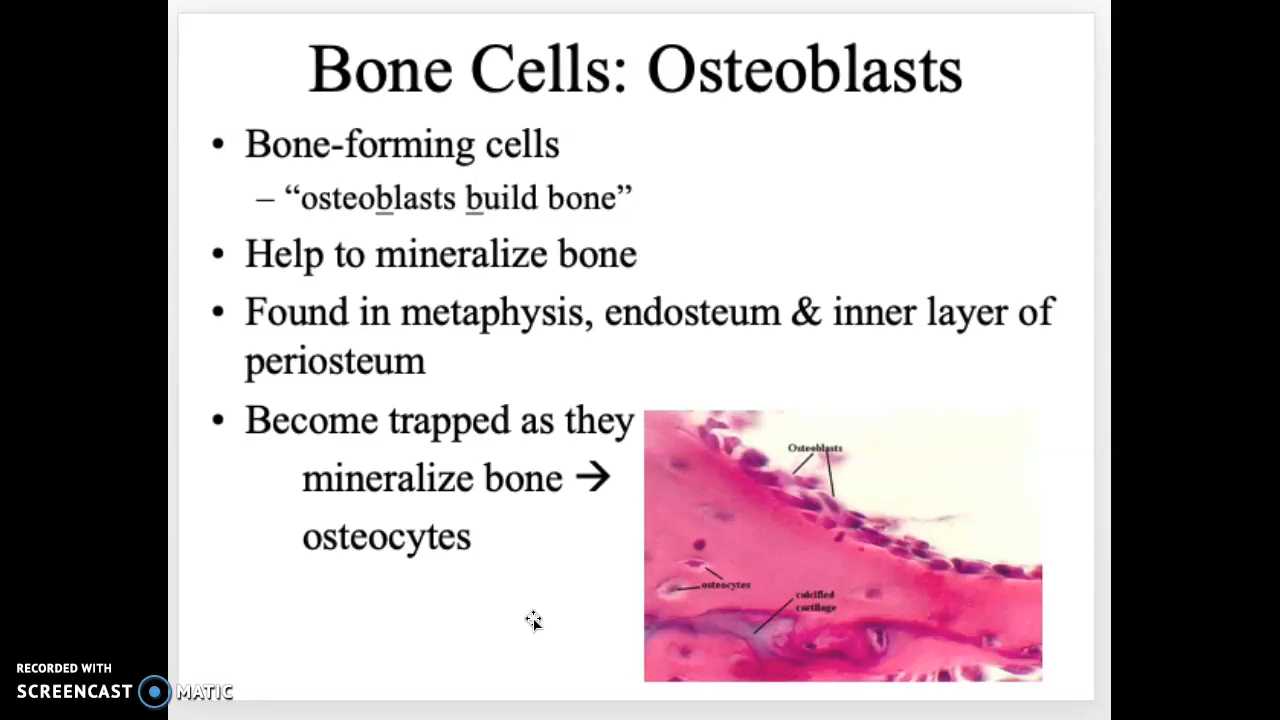 Bone Cells: Osteoblasts
• Bone-forming cells
– “osteoblasts build bone”
• Help to mineralize bone
• Found in metaphysis, endosteum & inner layer of
periosteum
• Become trapped as they
mineralize bone →
osteocytes
Osteoblasts
osteocytes
calcified
cartilage
RECORDED WITH
SCREENCAST MATIC